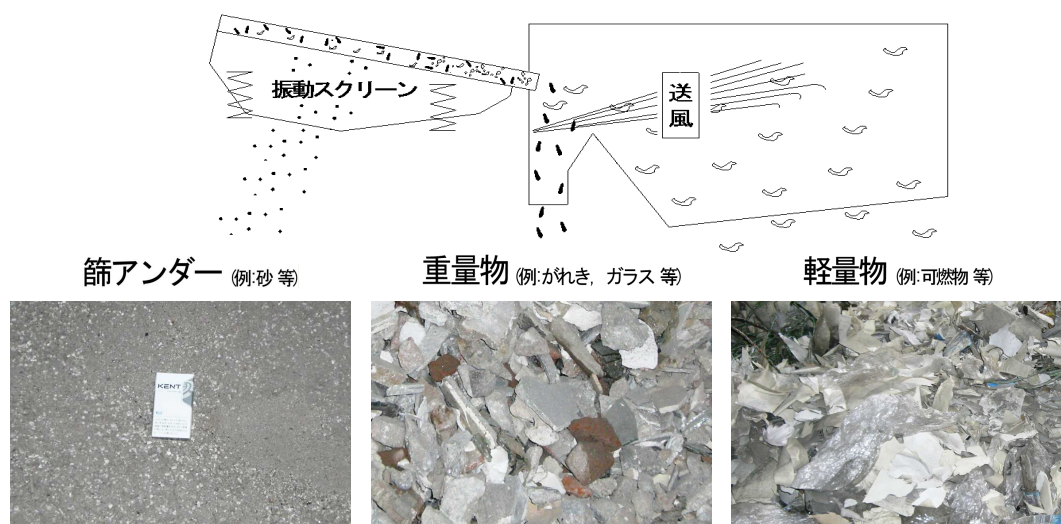 振動スクリーン
送風
篩アンダー (例:砂 等)
重量物 (例:がれき, ガラス 等)
軽量物 (例:可燃物 等)
KENT